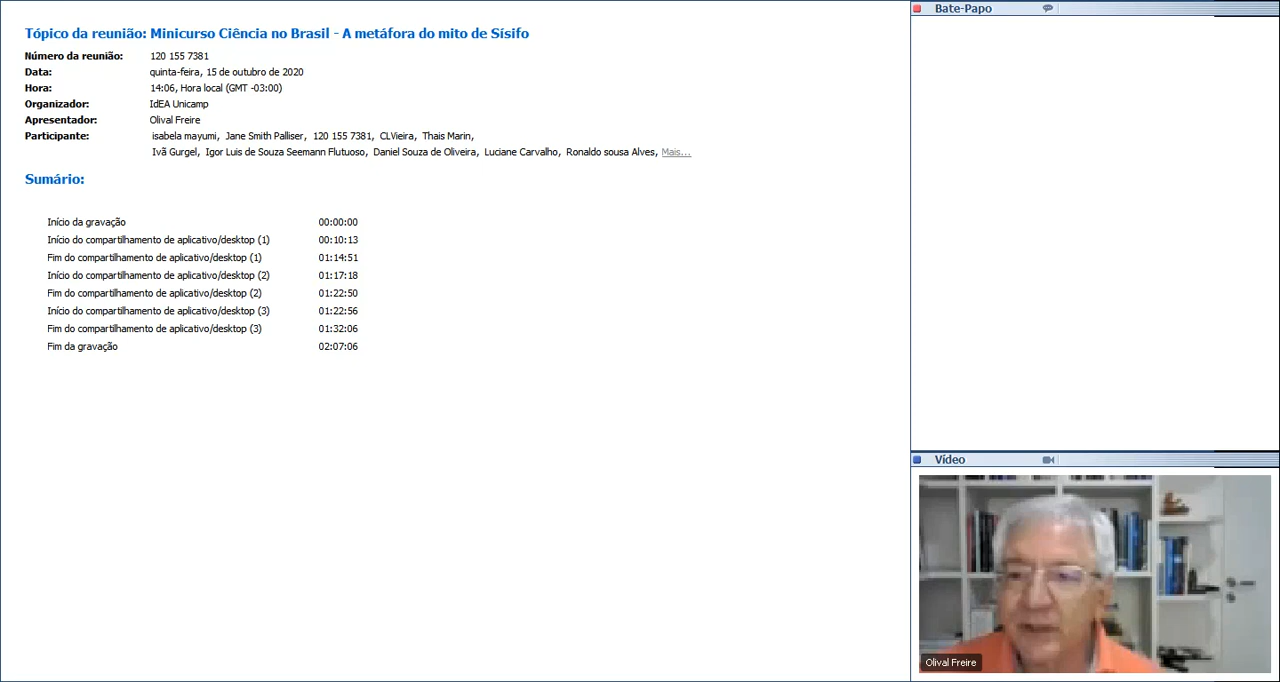 Tópico da reunião: Minicurso Ciência no Brasil - A metáfora do mito de Sísifo
Número da reunião: 120 155 7381
Data: quinta-feira, 15 de outubro de 2020
Hora: 14:06, Hora local (GMT -03:00)
Organizador: IdEA Unicamp
Apresentador: Olival Freire
Participante: isabela mayumi, Jane Smith Palliser, 120 155 7381, CLVieira, Thais Marin,
Ivã Gurgel, Igor Luis de Souza Seemann Flutuoso, Daniel Souza de Oliveira, Luciane Carvalho, Ronaldo sousa Alves, Mais...
Sumário:
Início da gravação 00:00:00
Início do compartilhamento de aplicativo/desktop (1) 00:10:13
Fim do compartilhamento de aplicativo/desktop (1) 01:14:51
Início do compartilhamento de aplicativo/desktop (2) 01:17:18
Fim do compartilhamento de aplicativo/desktop (2) 01:22:50
Início do compartilhamento de aplicativo/desktop (3) 01:22:56
Fim do compartilhamento de aplicativo/desktop (3) 01:32:06
Fim da gravação 02:07:06
Bate-Papo
Vídeo
Olival Freire